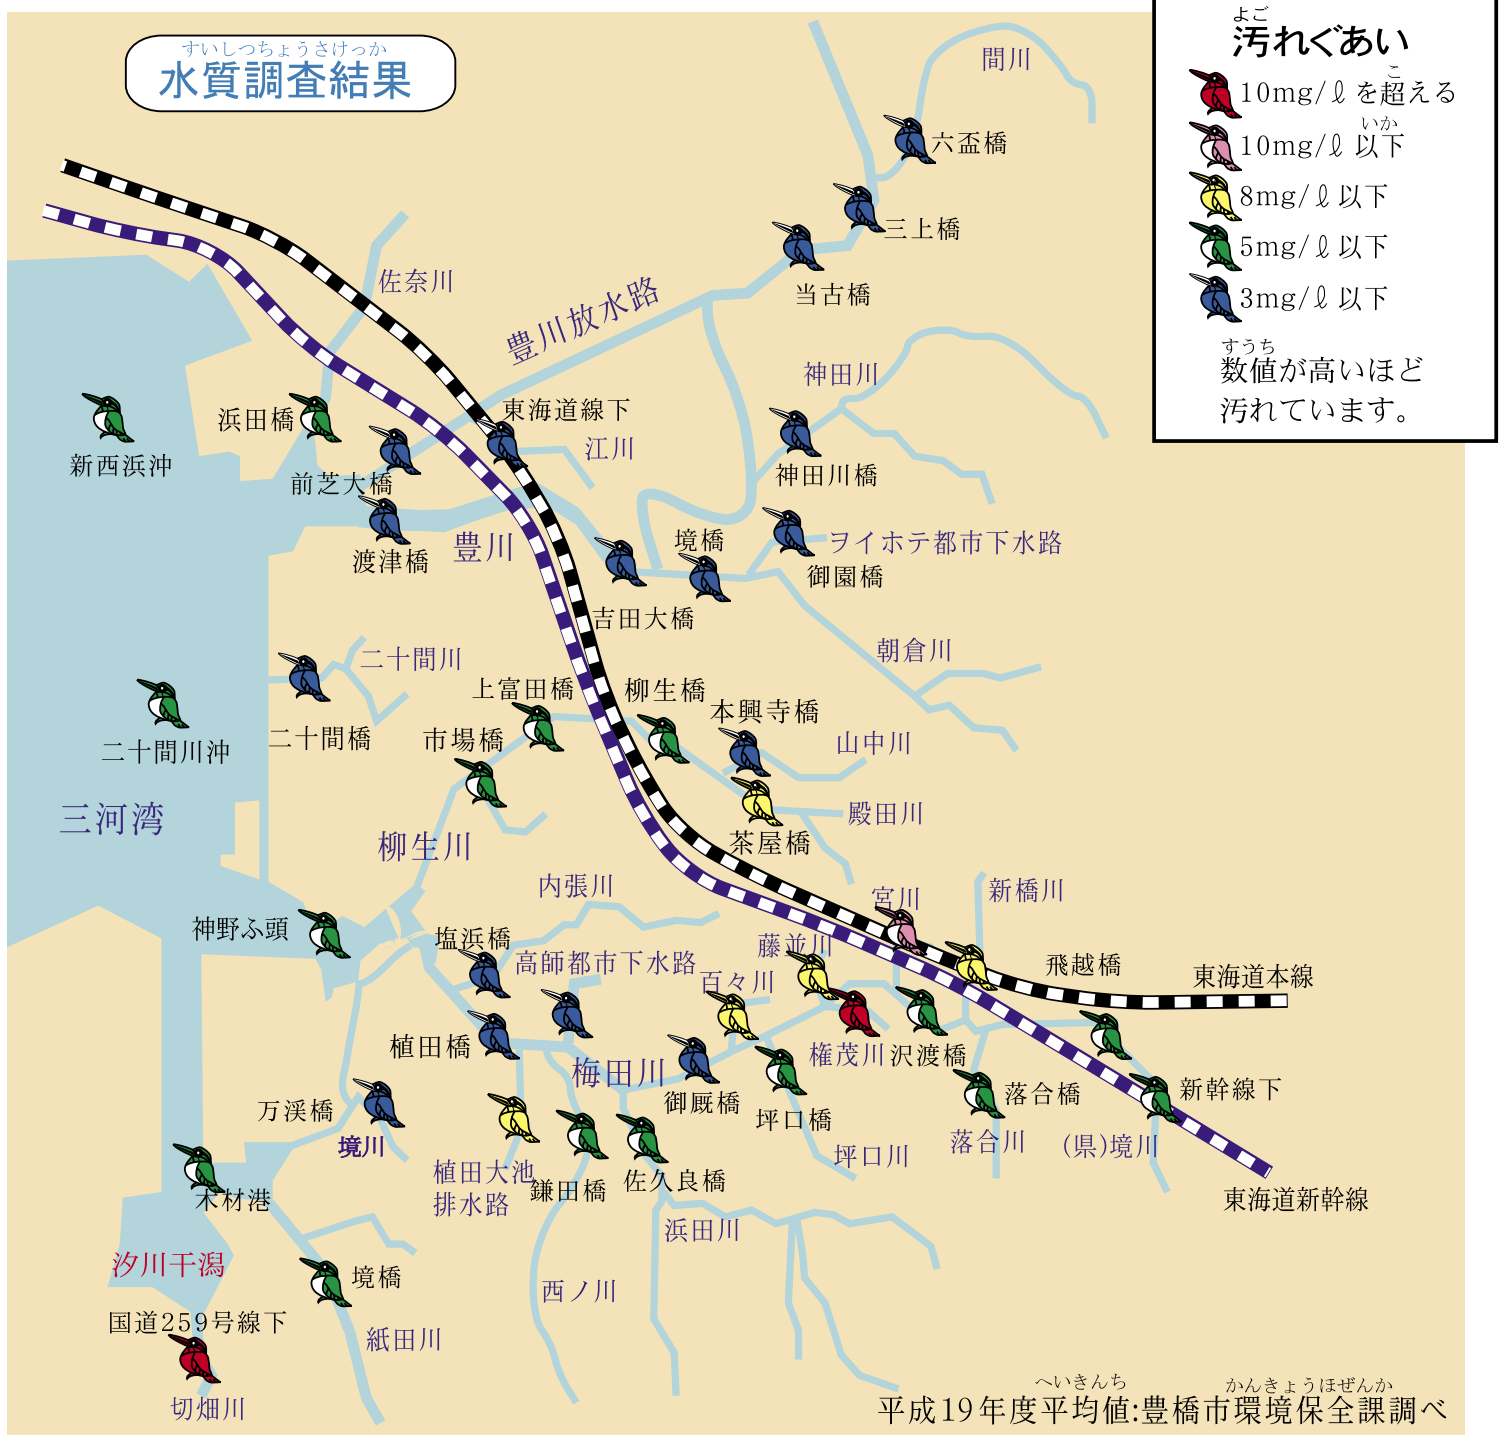 すいしつちょうさけっか
水質調査結果
よご
汚れぐあい
こ
10mg/ℓを超える
いか
10mg/ℓ 以下
8mg/ℓ以下
5mg/ℓ以下
3mg/ℓ以下
すうち
数値が高いほど
汚れています。
間川
六盃橋
三上橋
当古橋
佐奈川
豊川放水路
神田川
浜田橋
東海道線下
江川
新西浜沖
前芝大橋
神田川橋
渡津橋
豊川
境橋
ヲイホテ都市下水路
御園橋
吉田大橋
朝倉川
二十間川
上富田橋
柳生橋
本興寺橋
二十間川沖
二十間橋
市場橋
山中川
三河湾
殿田川
柳生川
茶屋橋
内張川
宮川
新橋川
神野ふ頭
塩浜橋
藤並川
高師都市下水路
百々川
飛越橋
東海道本線
植田橋
権茂川
沢渡橋
梅田川
御厩橋
新幹線下
落合橋
万渓橋
坪口橋
境川
落合川
(県)境川
坪口川
植田大池
排水路
鎌田橋
佐久良橋
木材港
東海道新幹線
浜田川
汐川干潟
境橋
西ノ川
国道259号線下
紙田川
切畑川
へいきんち
かんきょうほぜんか
平成19年度平均値:豊橋市環境保全課調べ